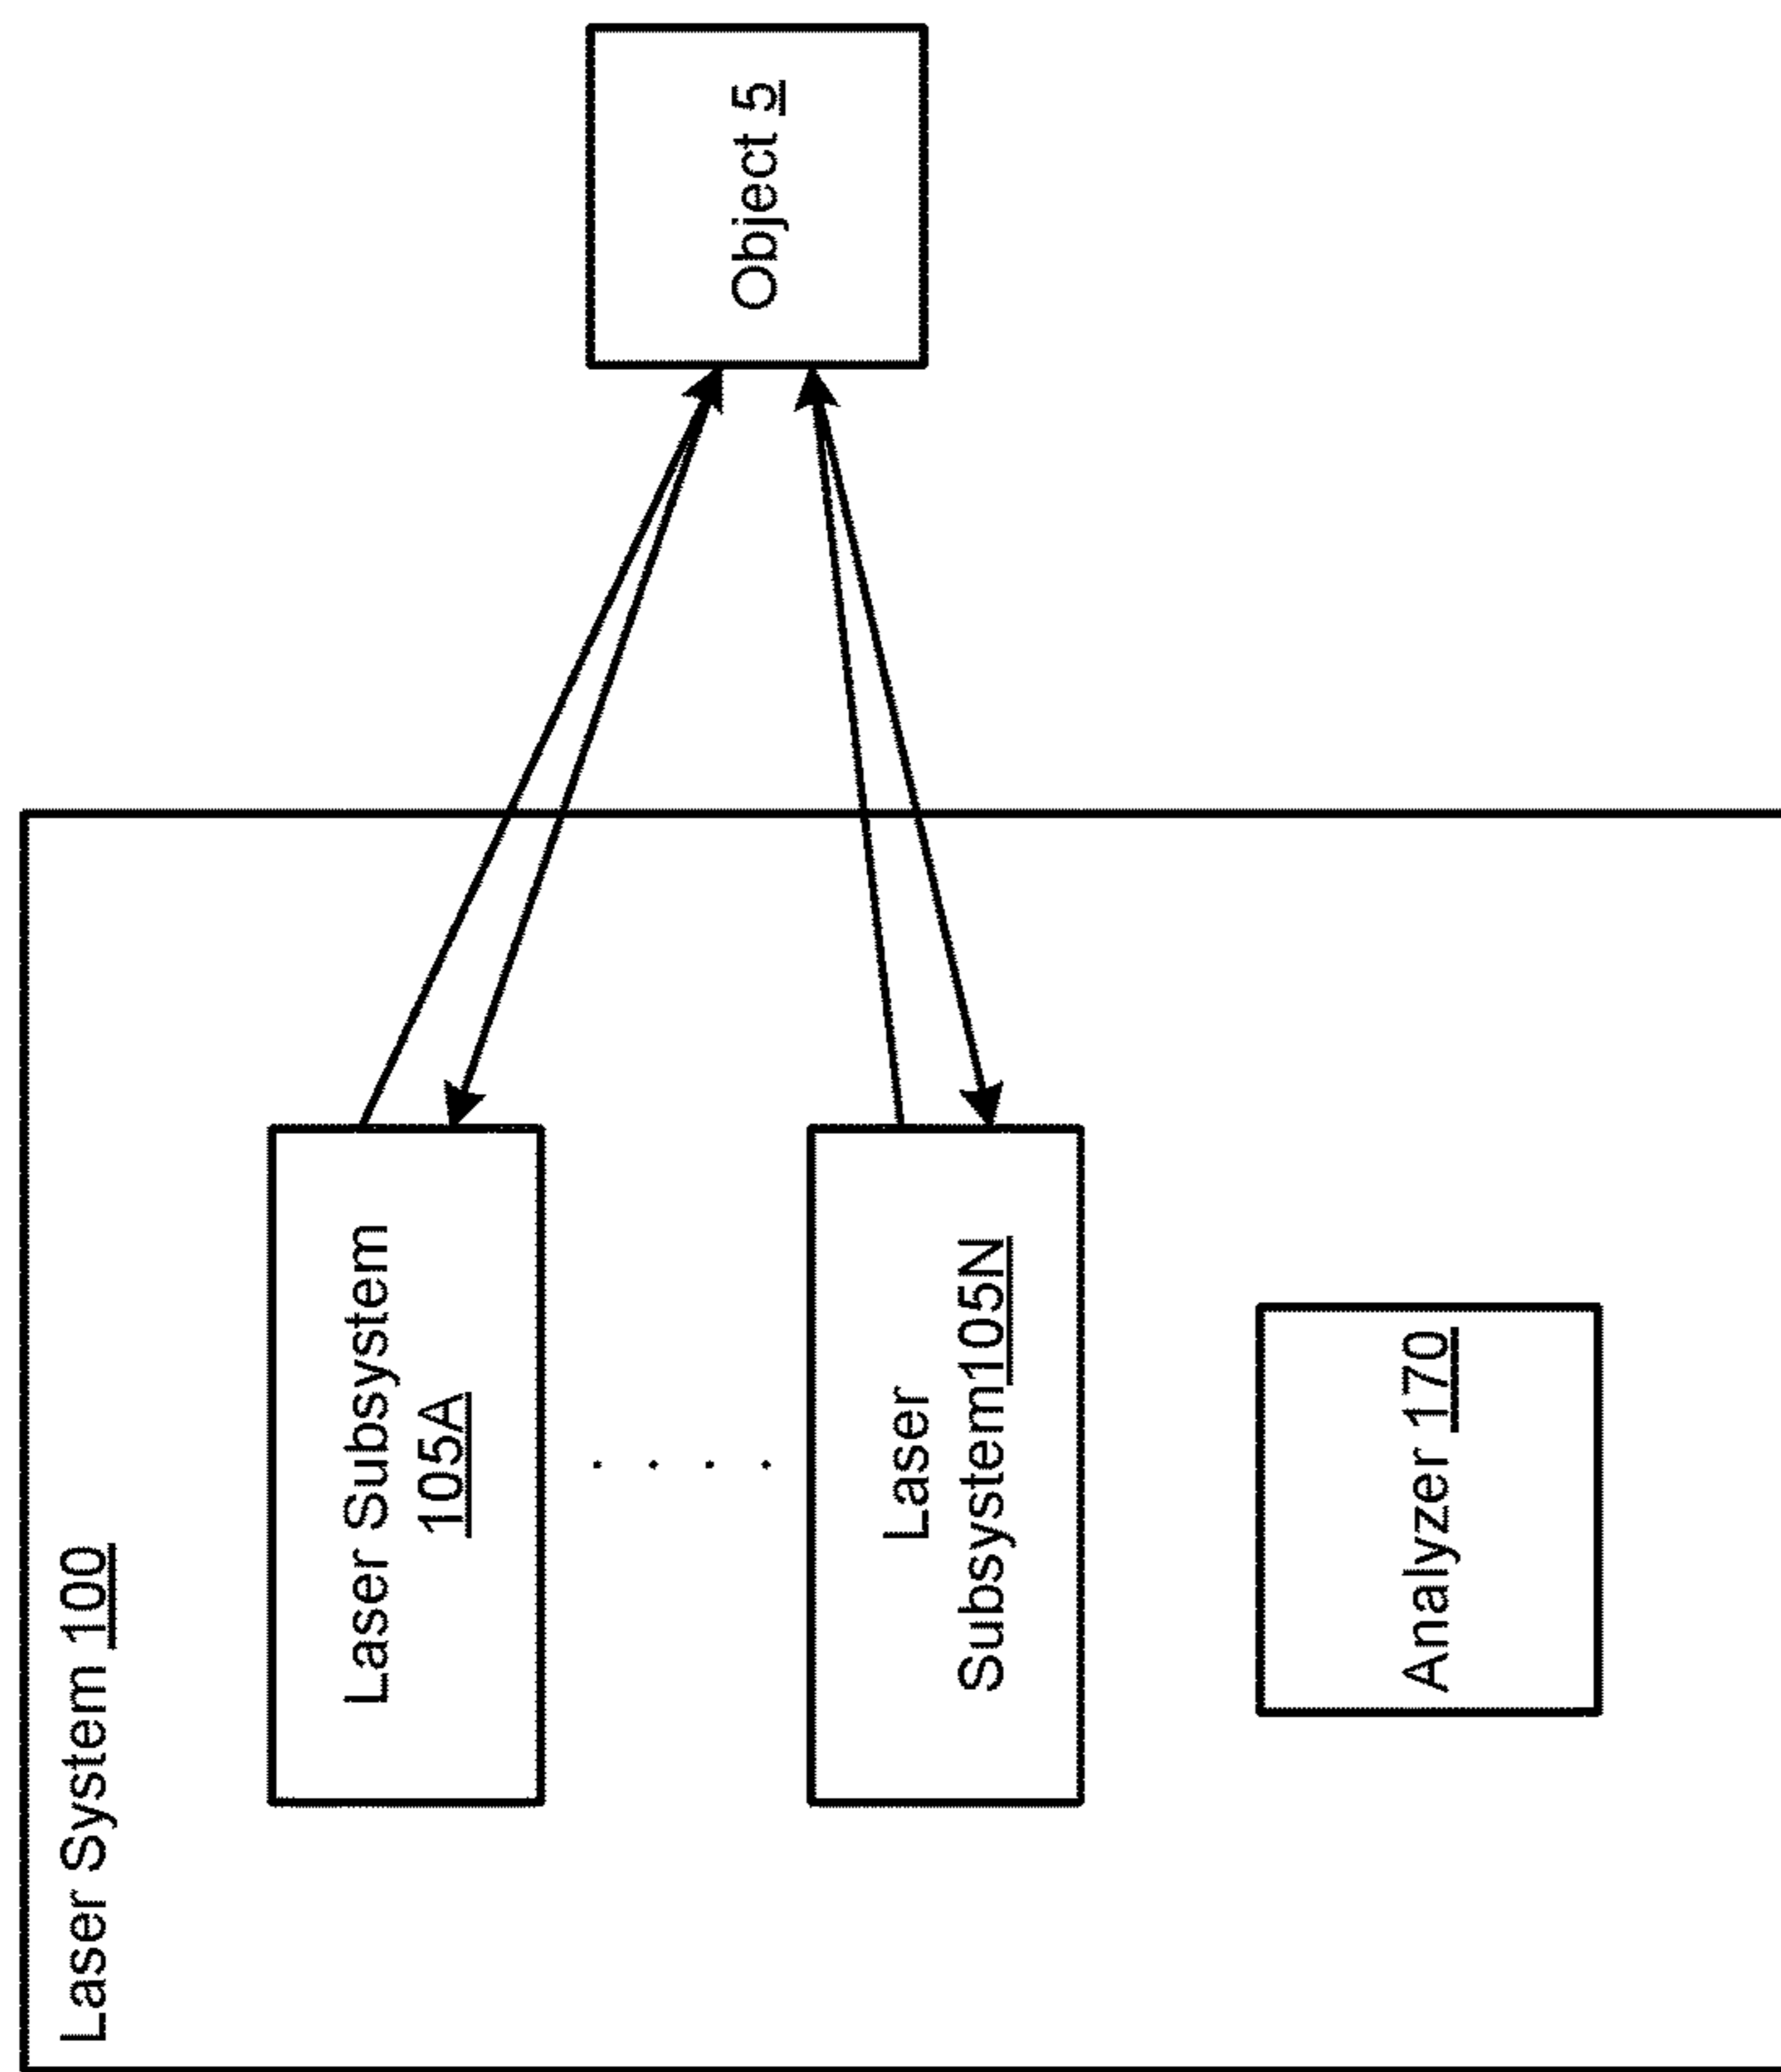 Laser System 100
Laser Subsystem
105A
. . . .
Laser
Subsystem105N
Analyzer 170
Object 5